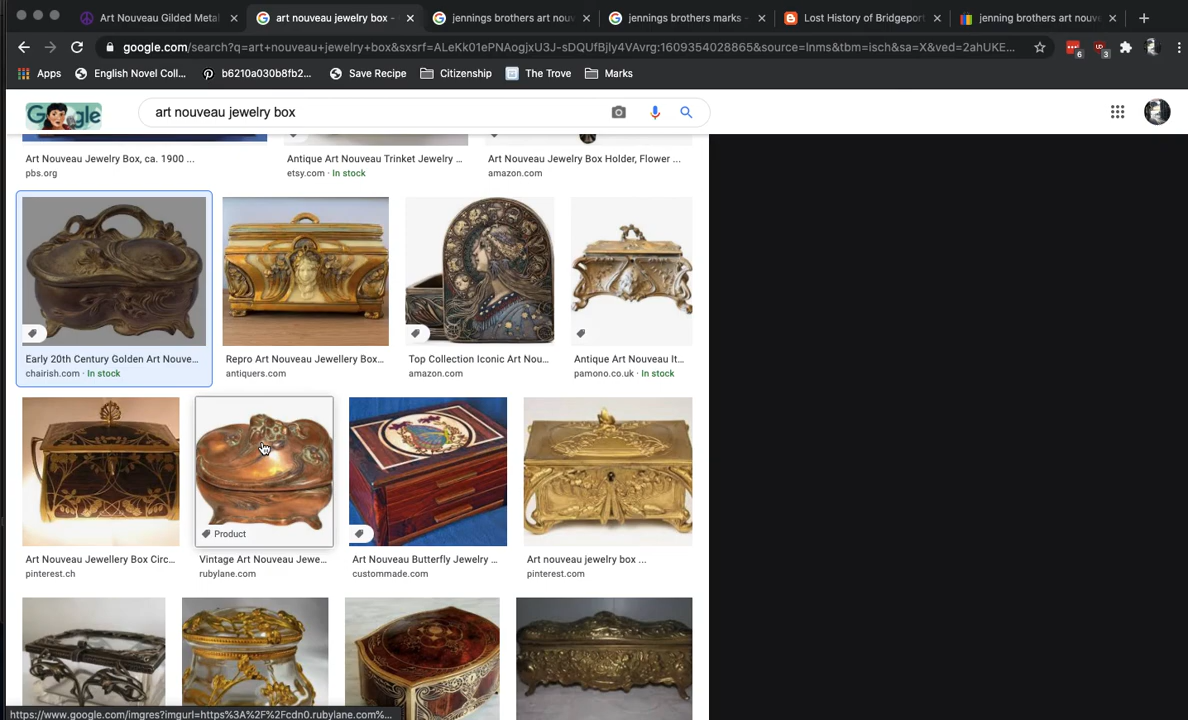 Art Nouveau Gilded Metal
art nouveau jewelry box -
jennings brothers art nouv
jennings brothers marks -
Lost History of Bridgeport
jenning brothers art nouv
google.com/search?q=art+nouveau+jewelry+box&sxsrf=ALeKk01ePNAogjxU3J-sDQUfBjly4VAvrg:1609354028865&source=lnms&tbm=isch&sa=X&ved=2ahUKE...
6
3
Apps
English Novel Coll...
b6210a030b8fb2...
Save Recipe
Citizenship
The Trove
Marks
Google
art nouveau jewelry box
Art Nouveau Jewelry Box, ca. 1900 ...
pbs.org
Antique Art Nouveau Trinket Jewelry ...
etsy.com · In stock
Art Nouveau Jewelry Box Holder, Flower ...
amazon.com
Early 20th Century Golden Art Nouve...
chairish.com · In stock
Repro Art Nouveau Jewellery Box...
antiquers.com
Top Collection Iconic Art Nou...
amazon.com
Antique Art Nouveau It...
pamono.co.uk · In stock
Product
Art Nouveau Jewellery Box Circ...
pinterest.ch
Vintage Art Nouveau Jewe...
rubylane.com
Art Nouveau Butterfly Jewelry ...
custommade.com
Art nouveau jewelry box ...
pinterest.com
https://www.google.com/imgres?imgurl=https%3A%2F%2Fcdn0.rubylane.com%...